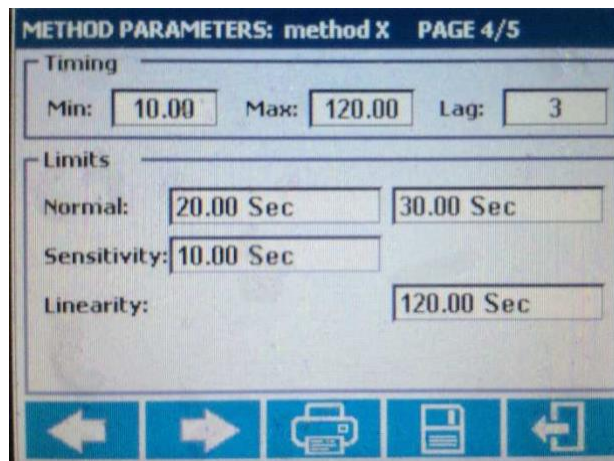 METHOD PARAMETERS: method X PAGE 4/5
Timing
Min: 10.00 Max: 120.00 Lag: 3
Limits
Normal: 20.00 Sec 30.00 Sec
Sensitivity: 10.00 Sec
Linearity: 120.00 Sec